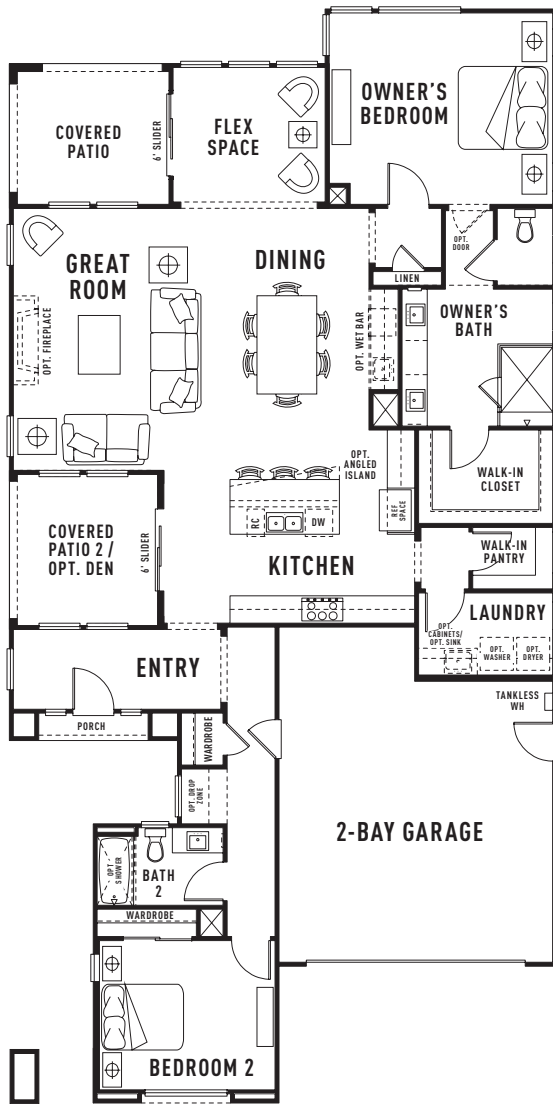 OWNER'S
BEDROOM
COVERED
PATIO
6' SLIDER
FLEX
SPACE
OPT.
DOOR
LINEN
GREAT
ROOM
DINING
OWNER'S
BATH
OPT. FIREPLACE
OPT. WET BAR
OPT.
ANGLED
ISLAND
WALK-IN
CLOSET
REF
SPACE
RC
DW
COVERED
PATIO 2 /
OPT. DEN
6' SLIDER
KITCHEN
WALK-IN
PANTRY
LAUNDRY
OPT.
CABINETS/
OPT. SINK
OPT.
WASHER
OPT.
DRYER
ENTRY
TANKLESS
WH
PORCH
WARDROBE
OPT. DROP
ZONE
2-BAY GARAGE
OPT.
SHOWER
BATH
2
WARDROBE
BEDROOM 2